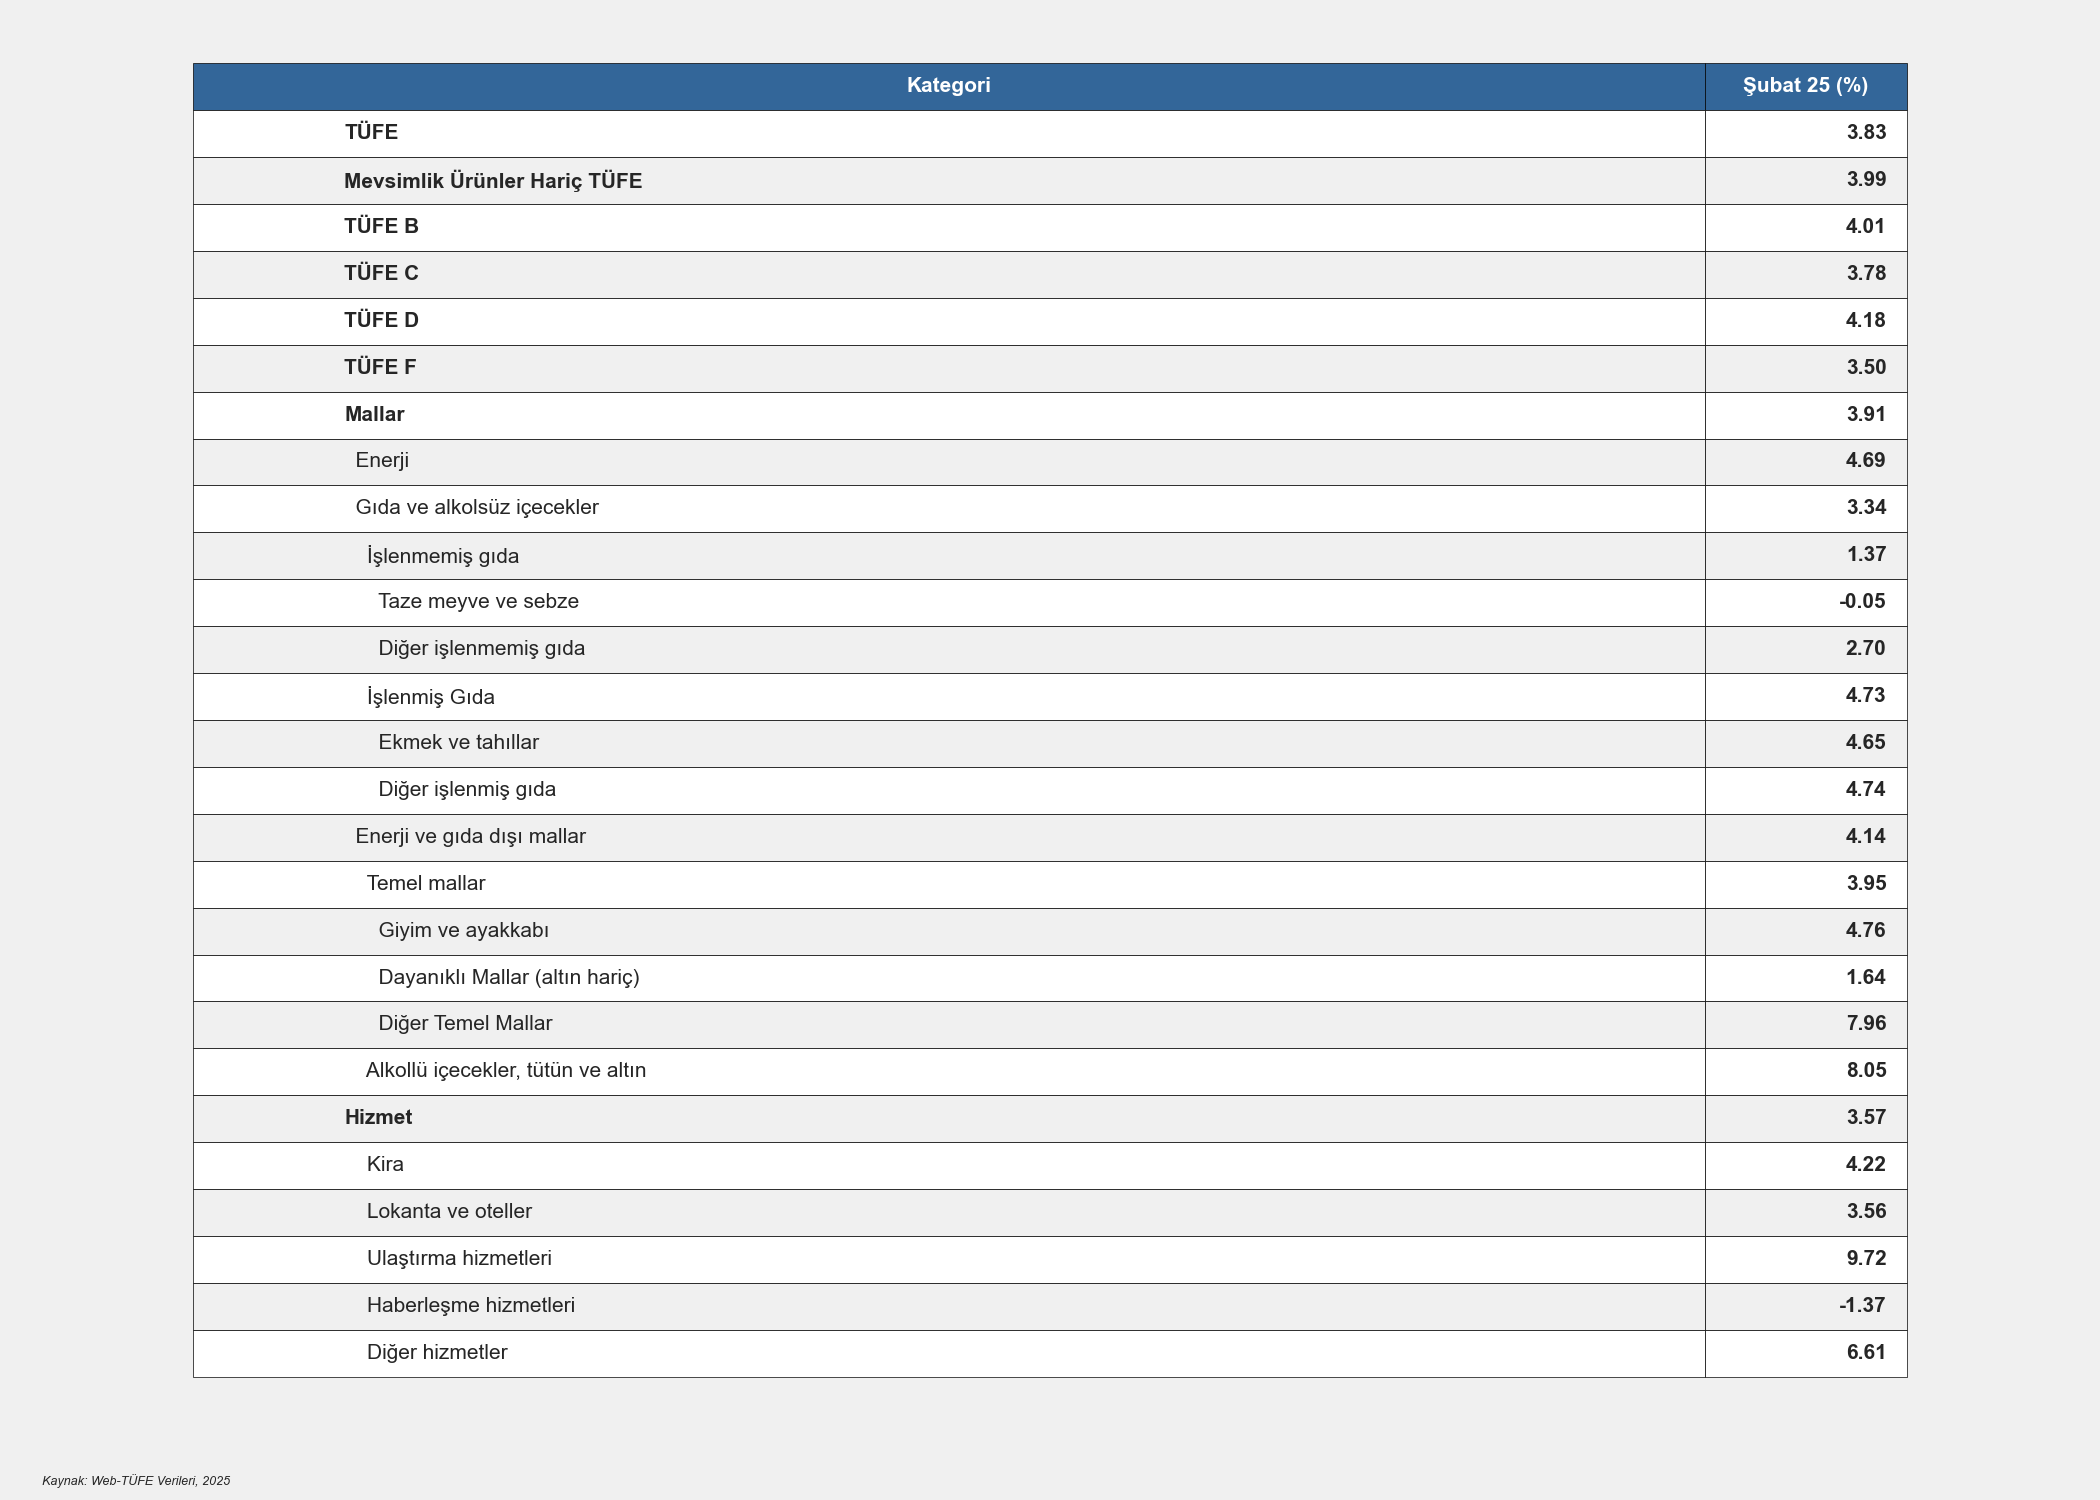 Kategori Şubat 25 (%)
TÜFE 3.83
Mevsimlik Ürünler Hariç TÜFE 3.99
TÜFE B 4.01
TÜFE C 3.78
TÜFE D 4.18
TÜFE F 3.50
Mallar 3.91
Enerji 4.69
Gıda ve alkolsüz içecekler 3.34
İşlenmemiş gıda 1.37
Taze meyve ve sebze -0.05
Diğer işlenmemiş gıda 2.70
İşlenmiş Gıda 4.73
Ekmek ve tahıllar 4.65
Diğer işlenmiş gıda 4.74
Enerji ve gıda dışı mallar 4.14
Temel mallar 3.95
Giyim ve ayakkabı 4.76
Dayanıklı Mallar (altın hariç) 1.64
Diğer Temel Mallar 7.96
Alkollü içecekler, tütün ve altın 8.05
Hizmet 3.57
Kira 4.22
Lokanta ve oteller 3.56
Ulaştırma hizmetleri 9.72
Haberleşme hizmetleri -1.37
Diğer hizmetler 6.61
Kaynak: Web-TÜFE Verileri, 2025